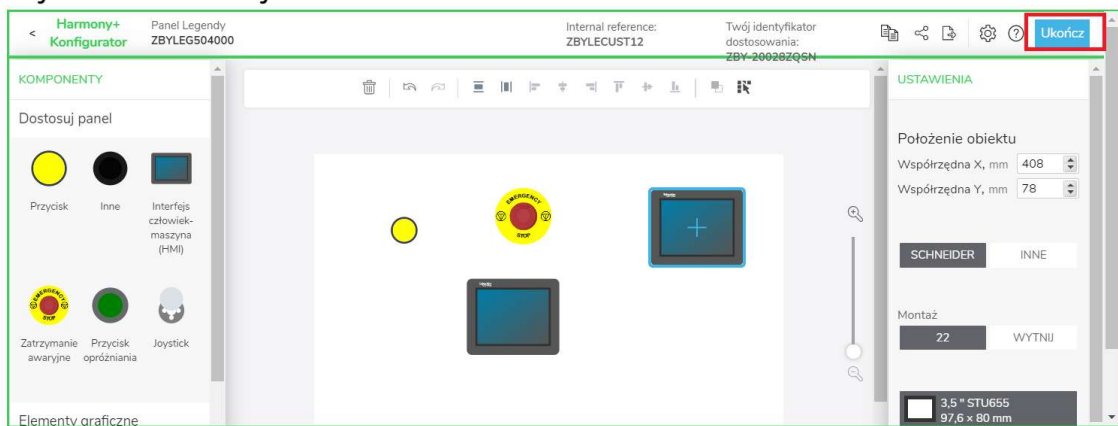 < Harmony+
Konfigurator
Panel Legendy
ZBYLEG504000
Internal reference:
ZBYLECUST12
Twój identyfikator
dostosowania:
ZBY-20028ZQSN
Ukończ
KOMPONENTY
Dostosuj panel
Przycisk
Inne
Interfejs
człowiek-
maszyna
(HMI)
EMERGENCY
STOP
Zatrzymanie
awaryjne
Przycisk
opróżniania
Joystick
Elementy graficzne
EMERGENCY
STOP
USTAWIENIA
Położenie obiektu
Współrzędna X, mm 408
Współrzędna Y, mm 78
SCHNEIDER INNE
Montaż
22 WYTNIJ
3,5 " STU655
97,6 × 80 mm